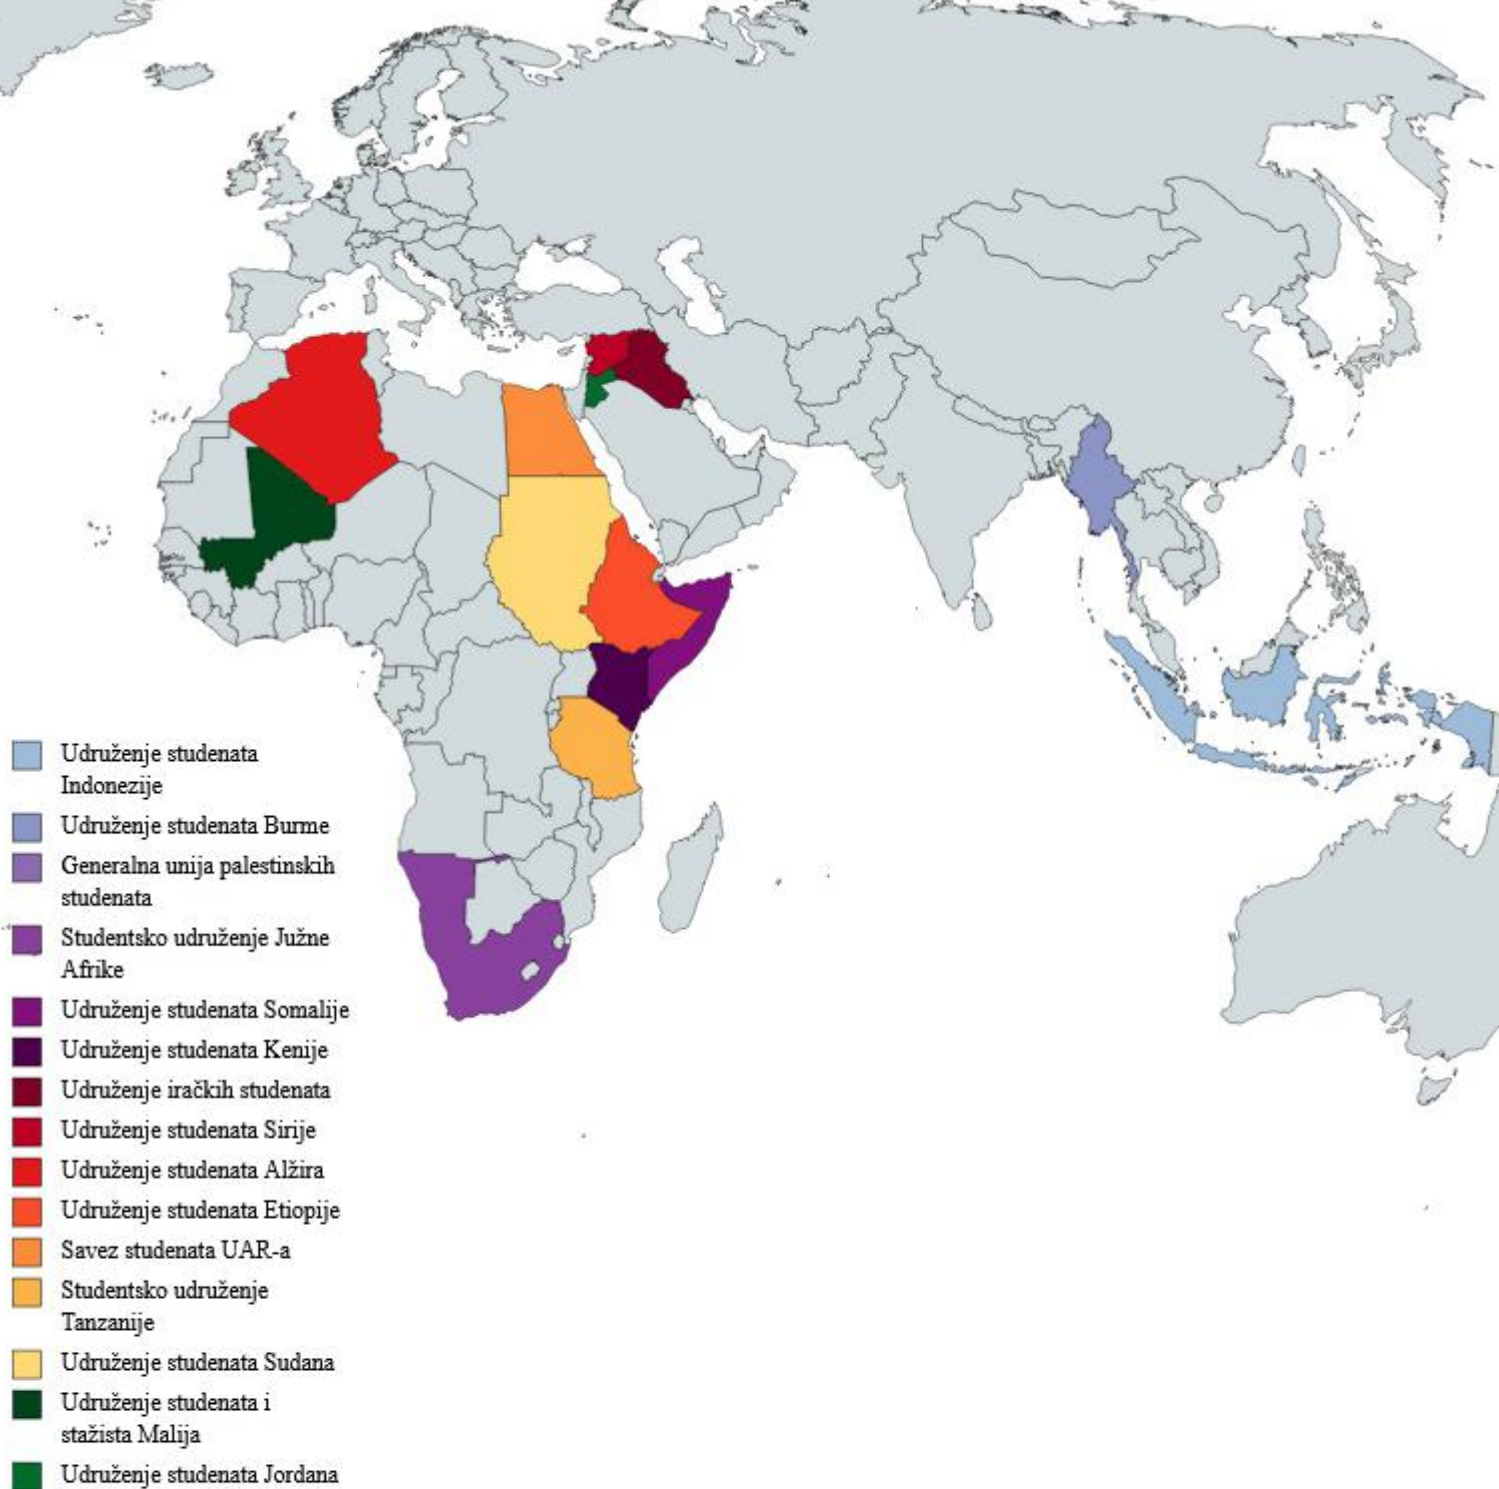 Udruženje studenata
Indonezije
Udruženje studenata Burme
Generalna unija palestinskih
studenata
Studentsko udruženje Južne
Afrike
Udruženje studenata Somalije
Udruženje studenata Kenije
Udruženje iračkih studenata
Udruženje studenata Sirije
Udruženje studenata Alžira
Udruženje studenata Etiopije
Savez studenata UAR-a
Studentsko udruženje
Tanzanije
Udruženje studenata Sudana
Udruženje studenata i
stažista Malija
Udruženje studenata Jordana